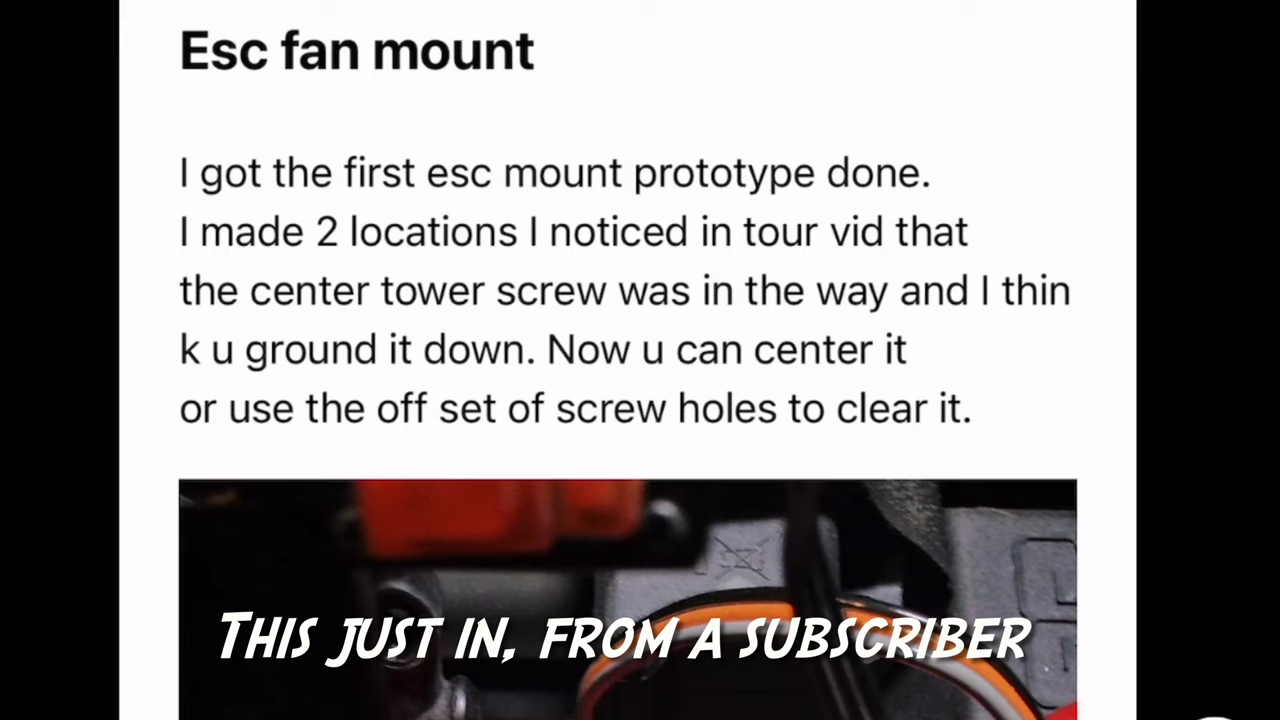 Esc fan mount
I got the first esc mount prototype done.
I made 2 locations I noticed in tour vid that
the center tower screw was in the way and I thin
k u ground it down. Now u can center it
or use the off set of screw holes to clear it.
This just in, from a subscriber